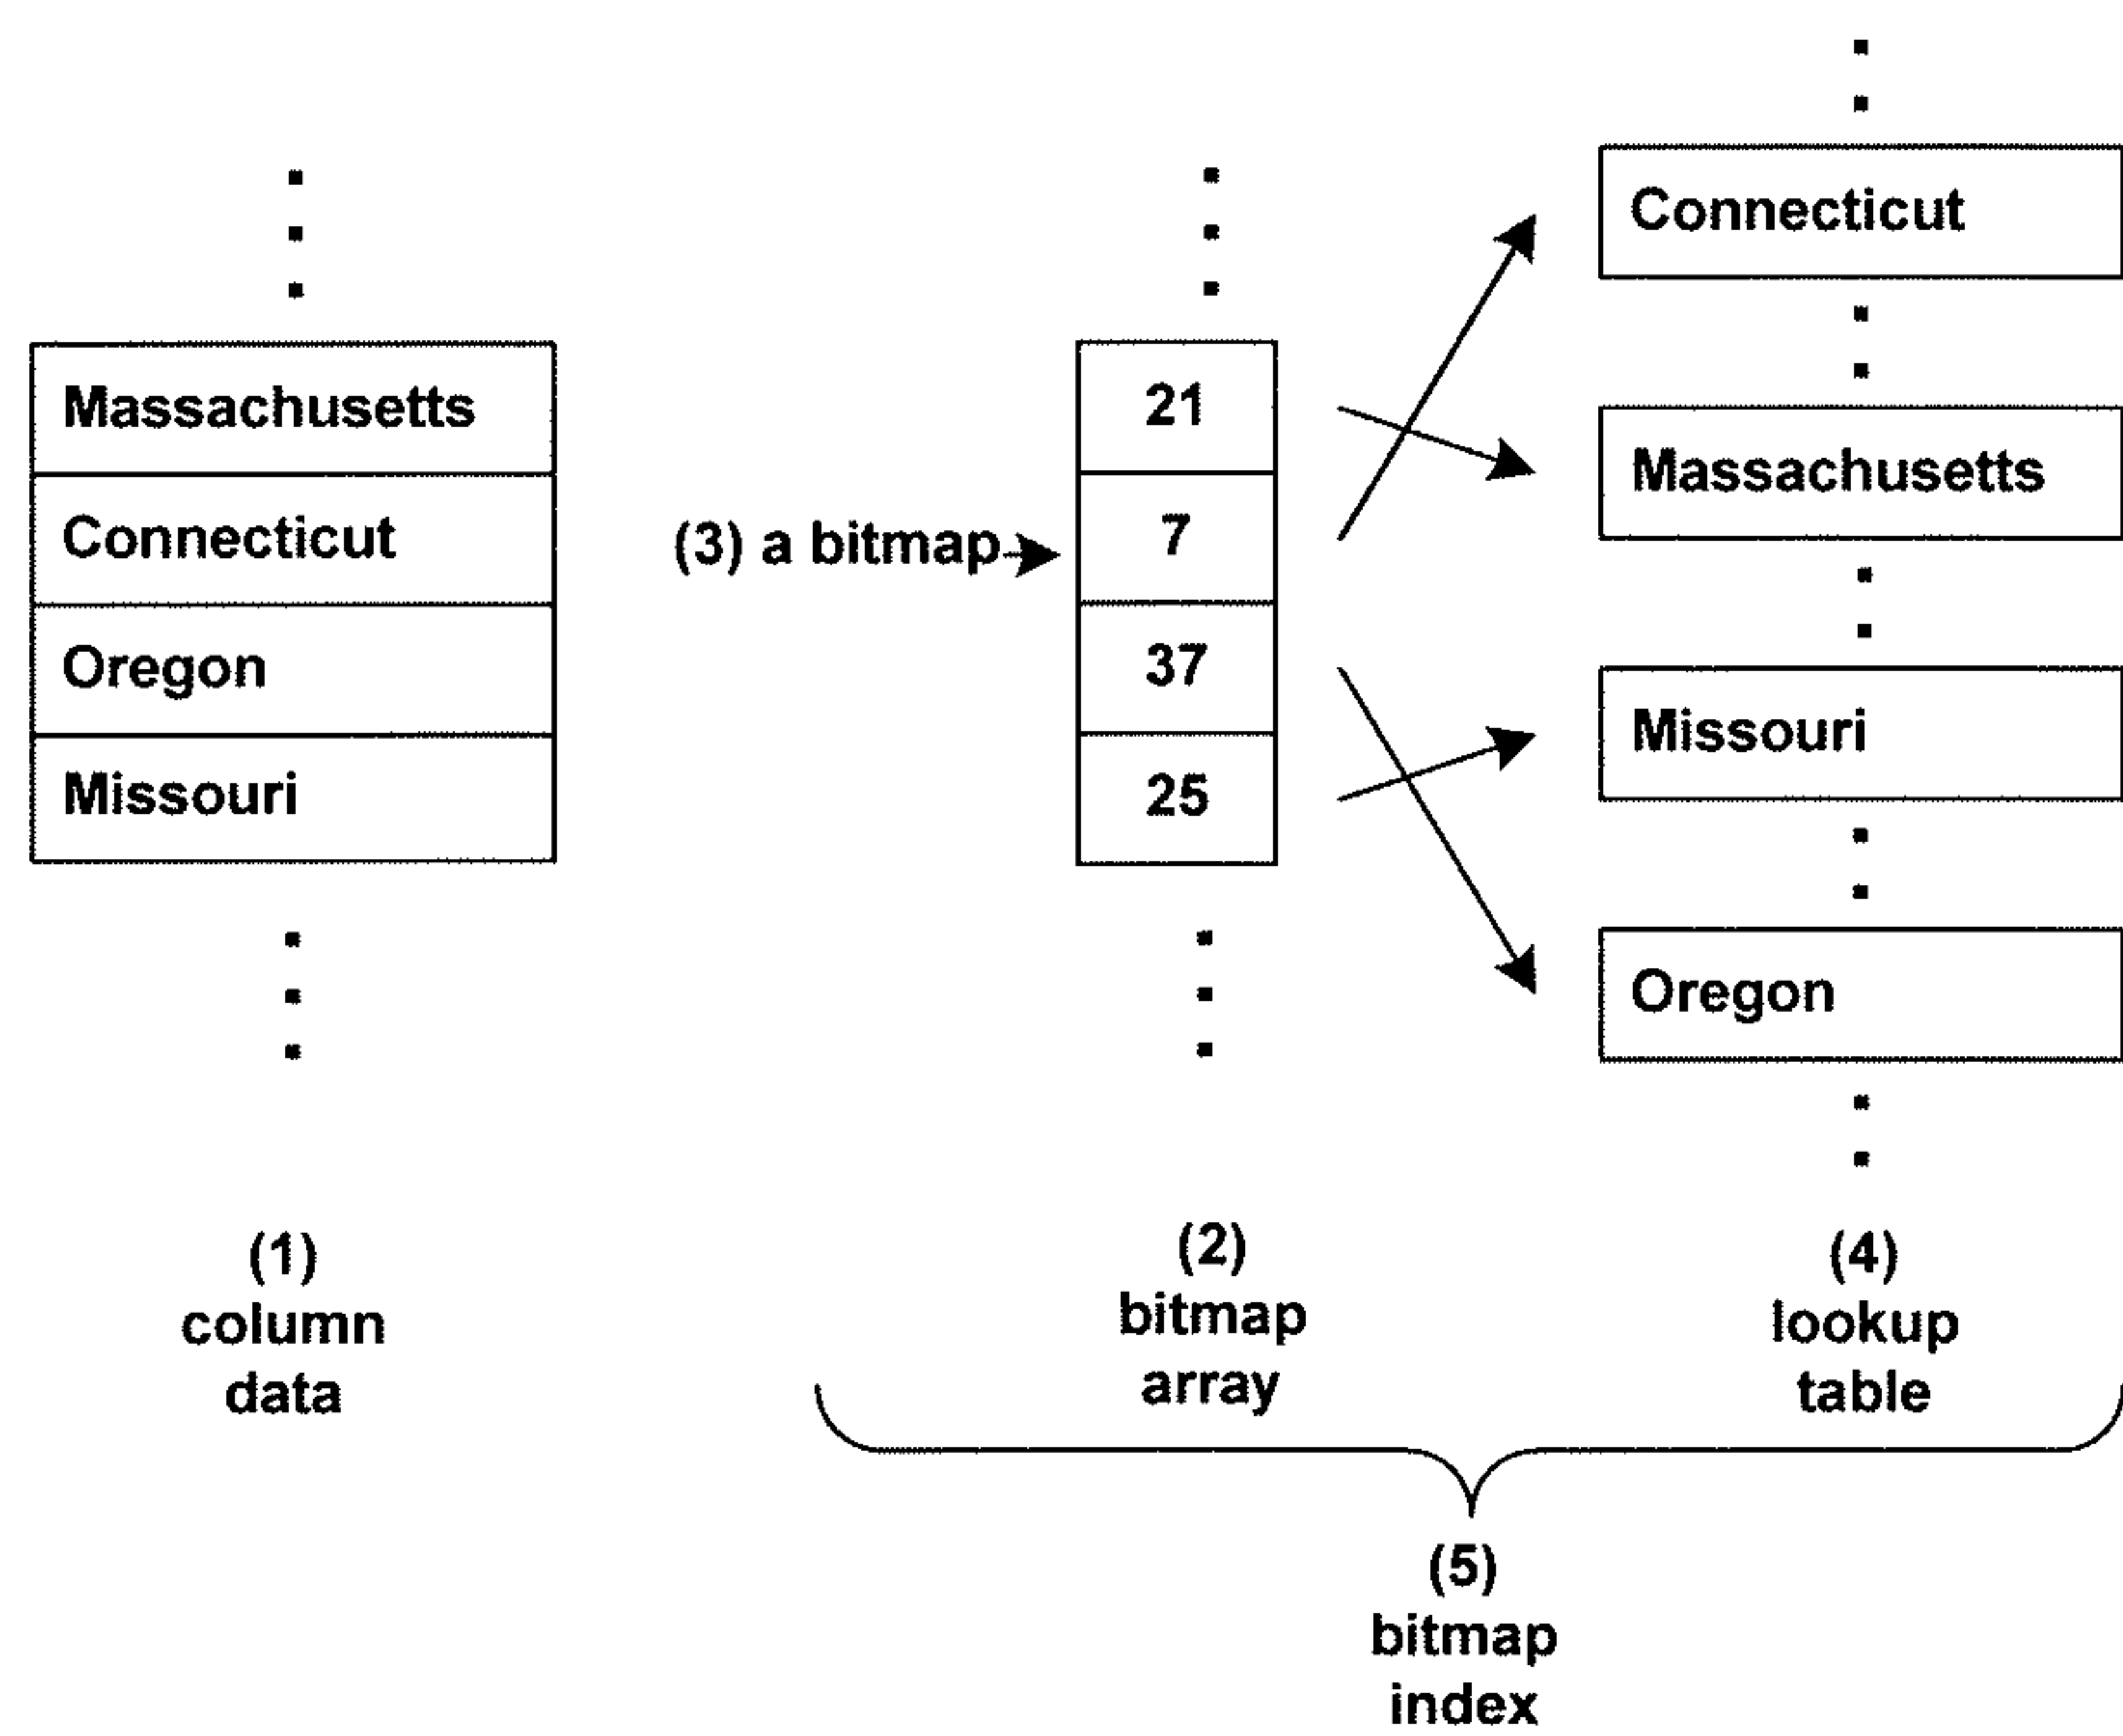 Massachusetts
Connecticut
Oregon
Missouri
(1)
column
data
(3) a bitmap
21
7
37
25
(2)
bitmap
array
Connecticut
Massachusetts
Missouri
Oregon
(4)
lookup
table
(5)
bitmap
index